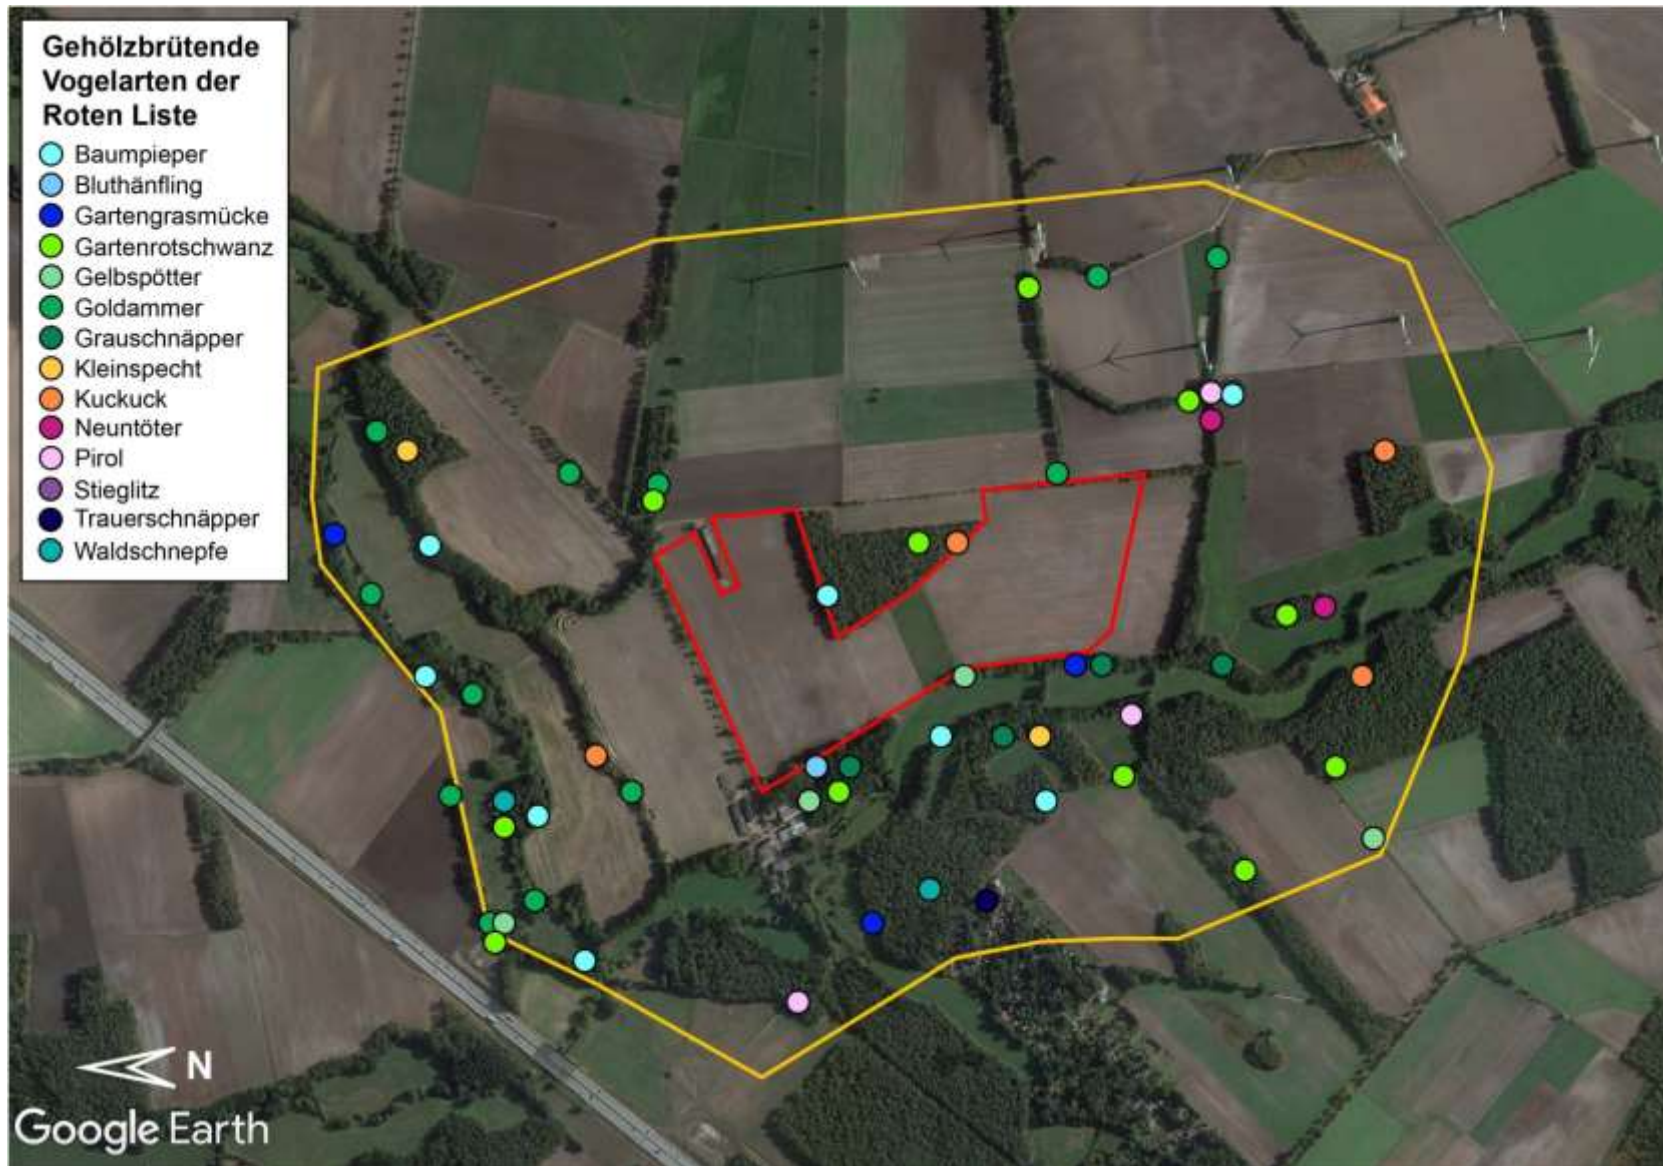 Gehölzbrütende
Vogelarten der
Roten Liste
Baumpieper
Bluthänfling
Gartengrasmücke
Gartenrotschwanz
Gelbspötter
Goldammer
Grauschnäpper
Kleinspecht
Kuckuck
Neuntöter
Pirol
Stieglitz
Trauerschnäpper
Waldschnepfe
N
Google Earth